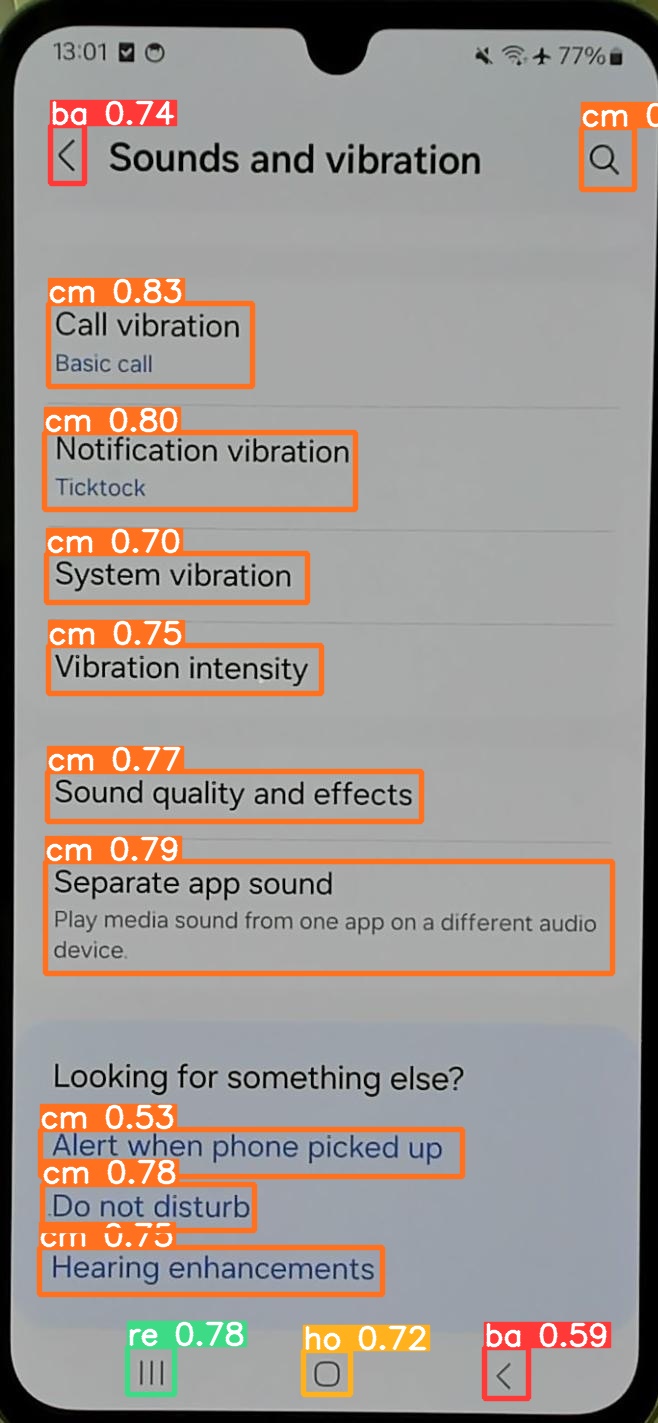 13:01 77%
ba 0.74
cm 0
Sounds and vibration
cm 0.83
Call vibration
Basic call
cm 0.80
Notification vibration
Ticktock
cm 0.70
System vibration
cm 0.75
Vibration intensity
cm 0.77
Sound quality and effects
cm 0.79
Separate app sound
Play media sound from one app on a different audio
device.
Looking for something else?
cm 0.53
Alert when phone picked up
cm 0.78
Do not disturb
cm 0.75
Hearing enhancements
re 0.78 ho 0.72 ba 0.59